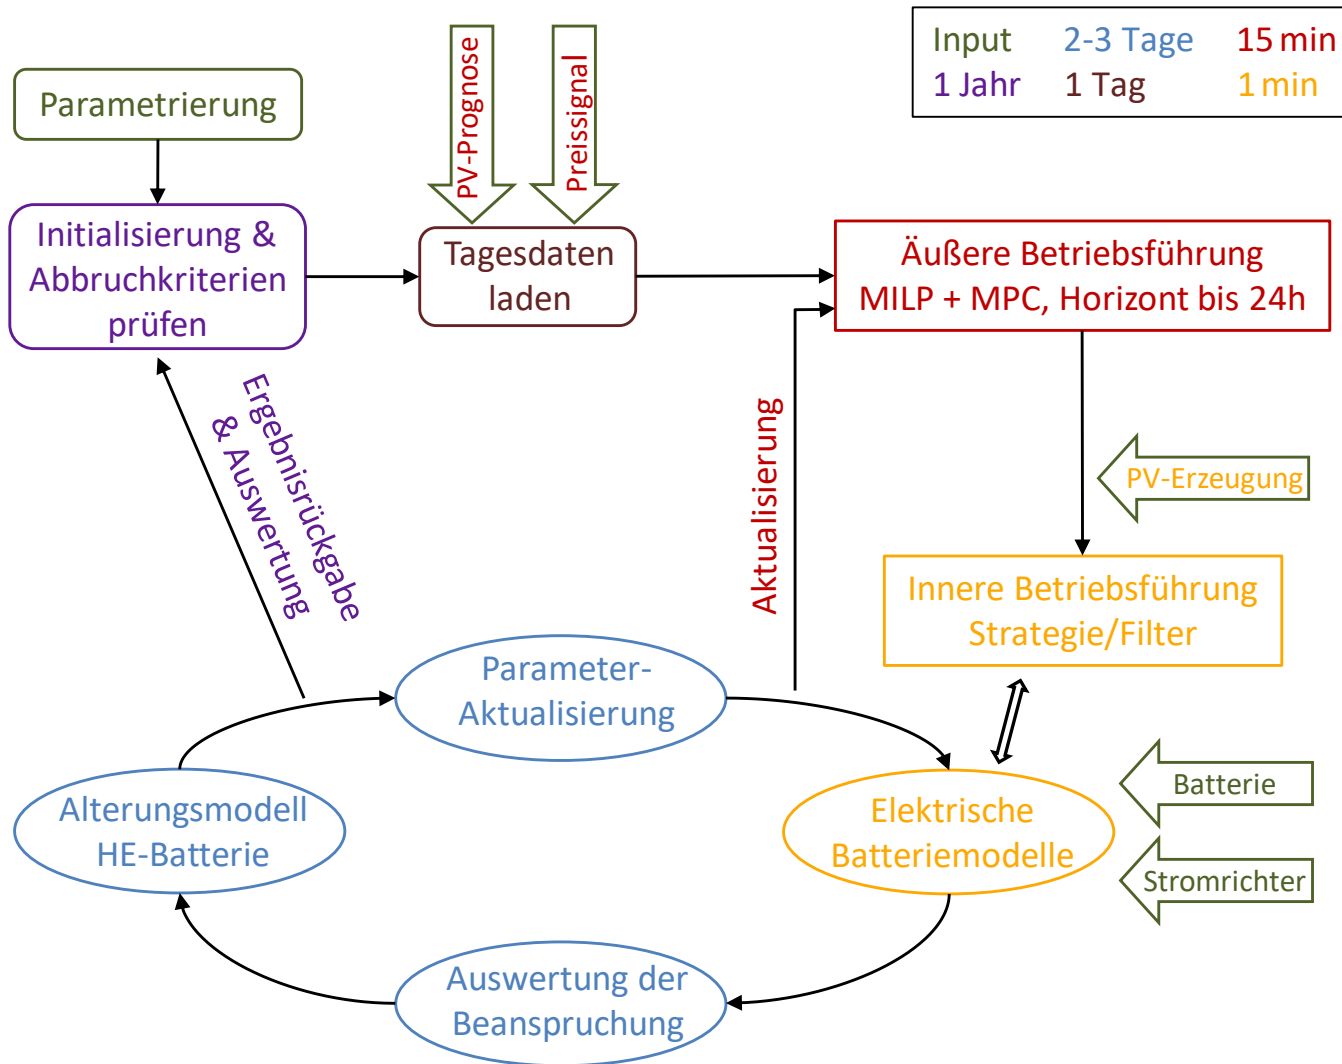 Input 2-3 Tage 15 min
1 Jahr 1 Tag 1 min
Parametrierung
PV-Prognose
Preissignal
Initialisierung &
Abbruchkriterien
prüfen
Tagesdaten
laden
Äußere Betriebsführung
MILP + MPC, Horizont bis 24h
Ergebnisrückgabe
& Auswertung
Aktualisierung
PV-Erzeugung
Innere Betriebsführung
Strategie/Filter
Parameter-
Aktualisierung
Alterungsmodell
HE-Batterie
Elektrische
Batteriemodelle
Batterie
Stromrichter
Auswertung der
Beanspruchung